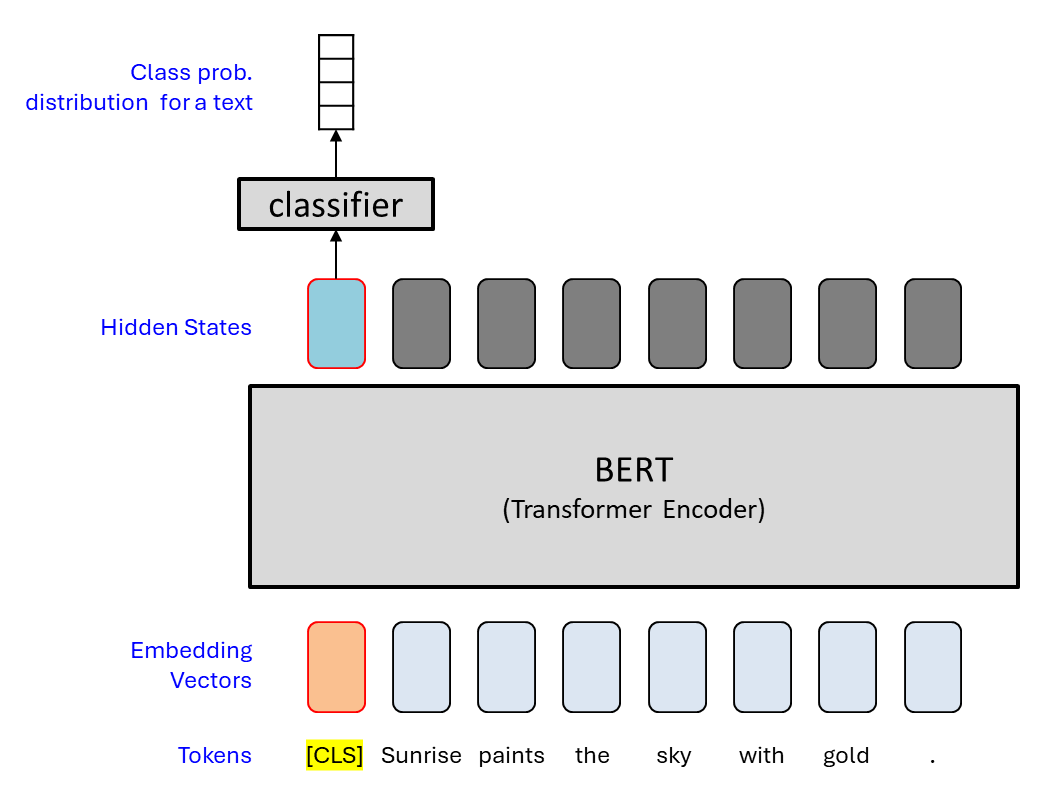 Class prob.
distribution for a text
classifier
Hidden States
BERT
(Transformer Encoder)
Embedding
Vectors
Tokens [CLS] Sunrise paints the sky with gold .